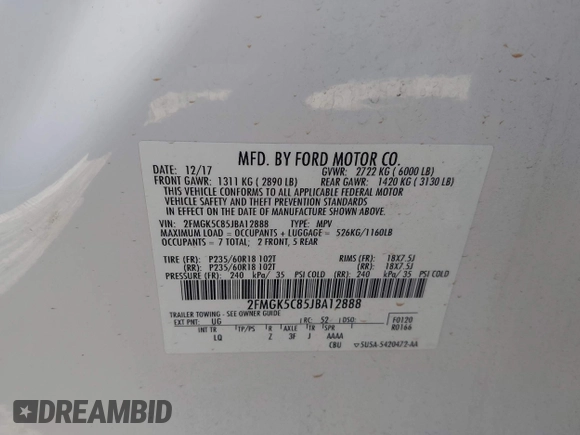 MFD. BY FORD MOTOR CO.
12/17 GVWR: 2722 KG ( 6000 LB)
FRONT GAWR: 1311 KG ( 2890 LB) REAR GAWR: 1420 KG ( 3130 LB)
THIS VEHICLE CONFORMS TO ALL APPLICABLE FEDERAL MOTOR
VEHICLE SAFETY AND THEFT PREVENTION STANDARDS
IN EFFECT ON THE DATE OF MANUFACTURE SHOWN ABOVE.
VIN: 2FMGK5C85JBA12888 TYPE: MPV
MAXIMUM LOAD = OCCUPANTS + LUGGAGE = 526KG/1160LB
OCCUPANTS = 7 TOTAL; 2 FRONT, 5 REAR
TIRE (FR): P235/60R18 102T RIMS (FR): 18X7.5J
(RR): P235/60R18 102T (RR): 18X7.5J
PRESSURE (FR): 240 kPa/ 35 PSI COLD (RR): 240 kPa/ 35 PSI COLD
2FMGK5C85JBA12888
TRAILER TOWING - SEE OWNER GUIDE
EXT PNT: UG RC: 52 DSO: F0120
INT TR TP/PS R AXLE TR SPR R0166
LQ 2 3F J AAAA
CBU 5USA-5420472-AA
DREAMBID